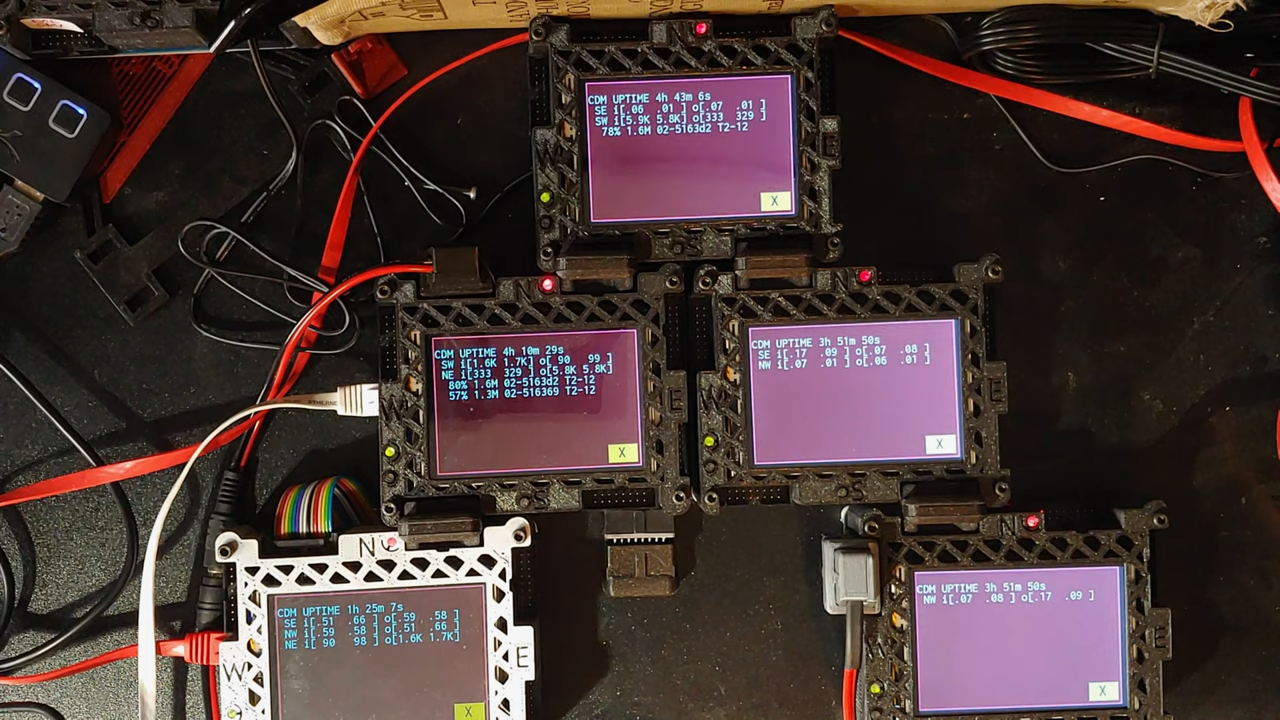 N
CDM UPTIME 4h 43m 6s
SE i[.06 .01 ] o[.07 .01 ]
SW i[5.9K 5.8K] o[333 329 ]
78% 1.6M 02-5163d2 T2-12
X
W
E
S
N
CDM UPTIME 4h 10m 29s
SW i[1.6K 1.7K] o[ 90 99 ]
NE i[333 329 ] o[5.8K 5.8K]
80% 1.6M 02-5163d2 T2-12
57% 1.3M 02-516369 T2-12
X
W
E
S
N
CDM UPTIME 3h 51m 50s
SE i[.17 .09 ] o[.07 .08 ]
NW i[.07 .01 ] o[.06 .01 ]
X
W
E
S
N
CDM UPTIME 1h 25m 7s
SE i[.51 .66 ] o[.59 .58 ]
NW i[.59 .58 ] o[.51 .66 ]
NE i[ 90 98 ] o[1.6K 1.7K]
X
W
E
N
CDM UPTIME 3h 51m 50s
NW i[.07 .08 ] o[.17 .09 ]
X
W
E